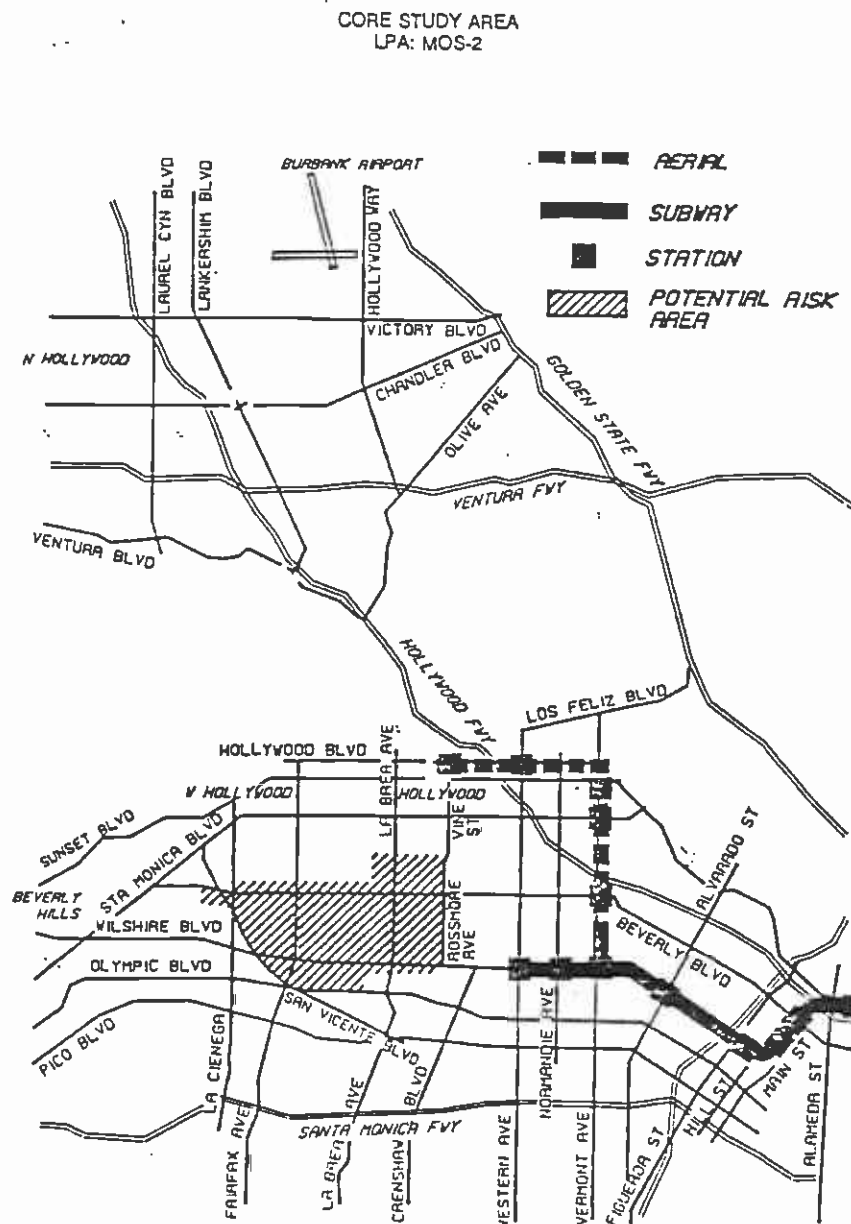 CORE STUDY AREA
LPA: MOS-2
AERIAL
SUBWAY
STATION
POTENTIAL RISK
AREA
BURBANK AIRPORT
LAUREL CYN BLVD
LANKERSHIM BLVD
HOLLYWOOD WAY
VICTORY BLVD
N HOLLYWOOD
CHANDLER BLVD
OLIVE AVE
GOLDEN STATE FWY
VENTURA FWY
VENTURA BLVD
HOLLYWOOD FWY
LOS FELIZ BLVD
HOLLYWOOD BLVD
LA BREA AVE
W HOLLYWOOD
HOLLYWOOD
VINE ST
SUNSET BLVD
STA MONICA BLVD
ALVARADO ST
BEVERLY
HILLS
WILSHIRE BLVD
ROSSMORE
AVE
BEVERLY BLVD
OLYMPIC BLVD
SAN VICENTE BLVD
PICO BLVD
LA CIENEGA
NORMANDIE AVE
MAIN ST
HILL ST
SANTA MONICA FWY
FAIRFAX AVE
LA BREA AVE
CRENSHAW BLVD
WESTERN AVE
VERMONT AVE
FIGUEROA ST
ALAMEDA ST